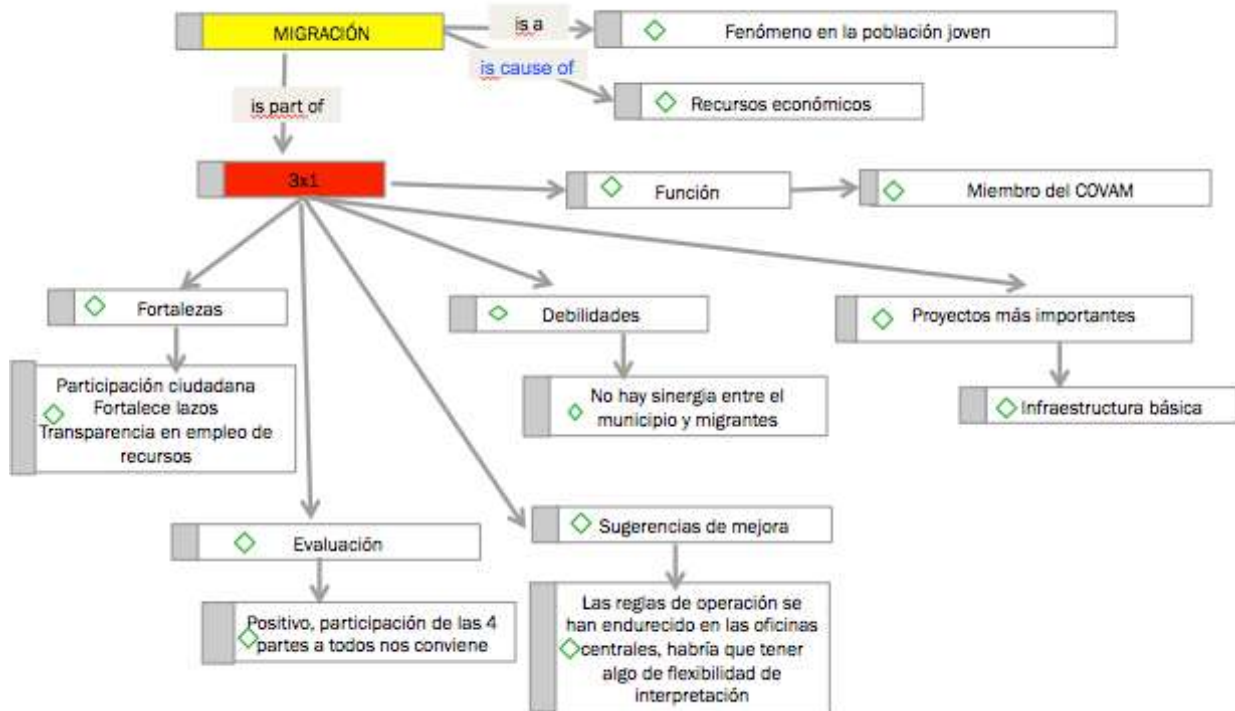 MIGRACIÓN
is a
Fenómeno en la población joven
is cause of
Recursos económicos
is part of
3x1
Función
Miembro del COVAM
Fortalezas
Debilidades
Proyectos más importantes
Participación ciudadana
Fortalece lazos
Transparencia en empleo de
recursos
No hay sinergia entre el
municipio y migrantes
Infraestructura básica
Evaluación
Sugerencias de mejora
Positivo, participación de las 4
partes a todos nos conviene
Las reglas de operación se
han endurecido en las oficinas
centrales, habría que tener
algo de flexibilidad de
interpretación